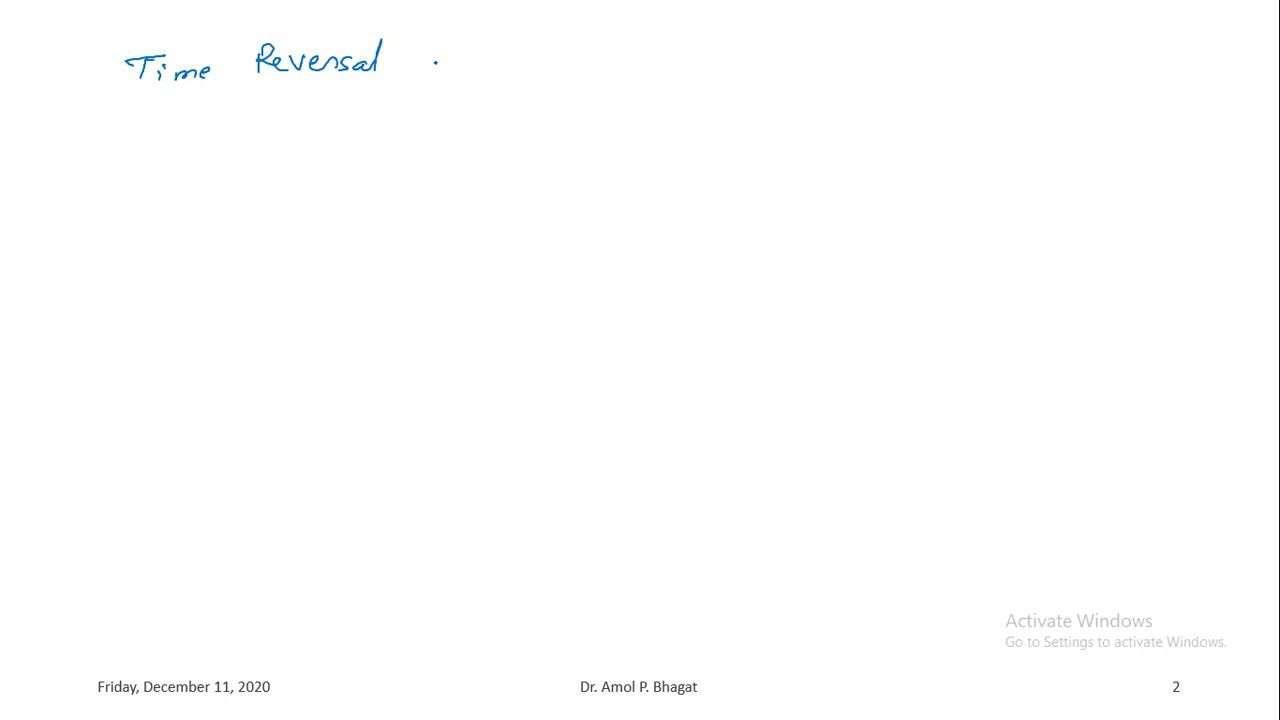 Time Reversal
Activate Windows
Go to Settings to activate Windows.
Friday, December 11, 2020 Dr. Amol P. Bhagat 2